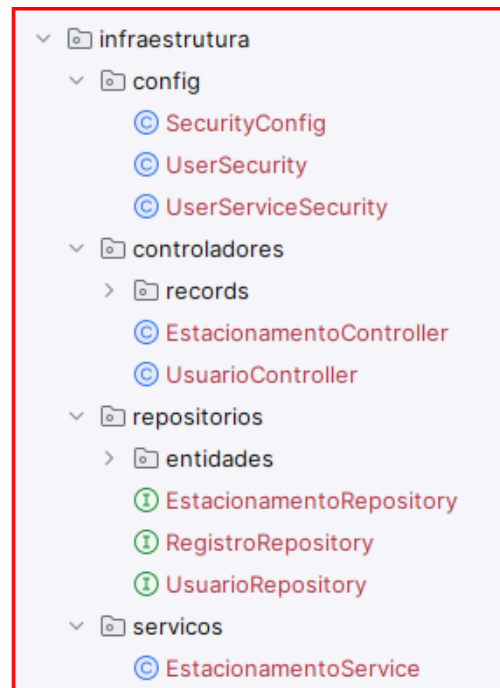 infraestrutura
config
SecurityConfig
UserSecurity
UserServiceSecurity
controladores
records
EstacionamentoController
UsuarioController
repositorios
entidades
EstacionamentoRepository
RegistroRepository
UsuarioRepository
servicos
EstacionamentoService